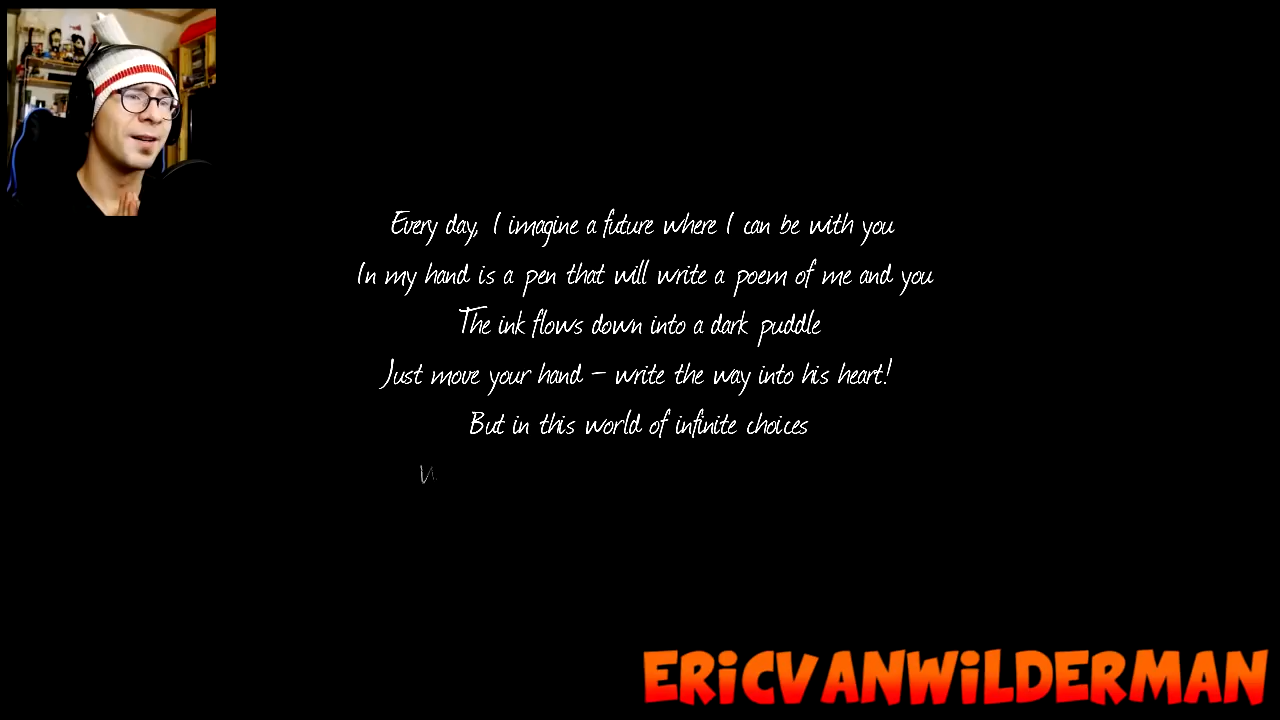 Every day, I imagine a future where I can be with you
In my hand is a pen that will write a poem of me and you
The ink flows down into a dark puddle
Just move your hand – write the way into his heart!
But in this world of infinite choices
ERICVANWILDERMAN